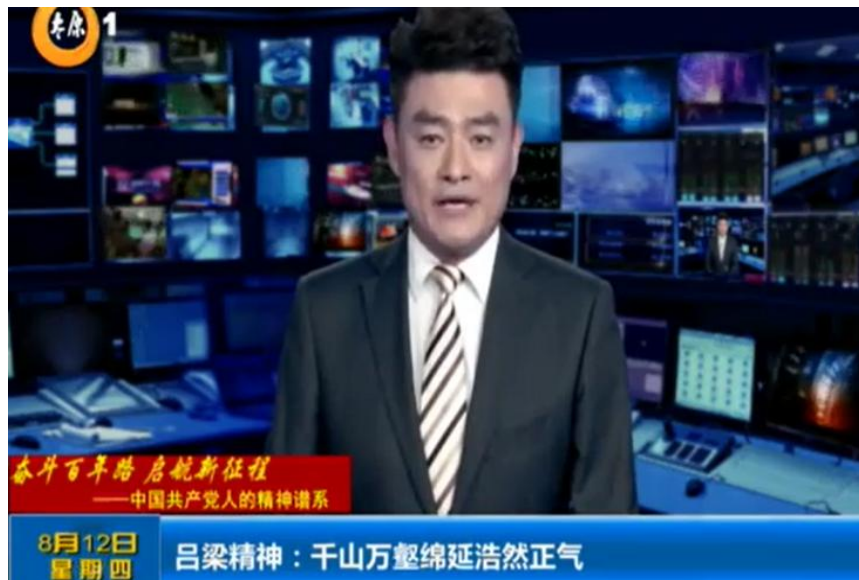 太原1
奋斗百年路 启航新征程
——中国共产党人的精神谱系
8月12日
星期四
吕梁精神：千山万壑绵延浩然正气